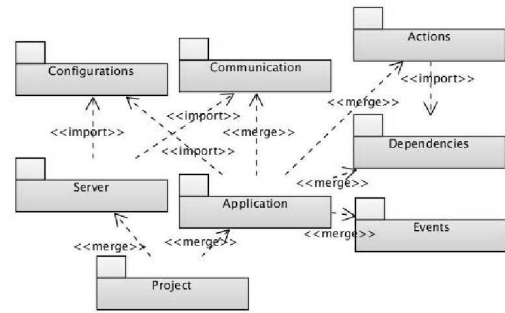 Actions
Configurations
Communication
<<import>>
<<merge>>
<<import>>
<<import>>
<<merge>>
<<import>>
Dependencies
Server
Application
<<merge>>
Events
<<merge>>
<<merge>>
<<merge>>
Project